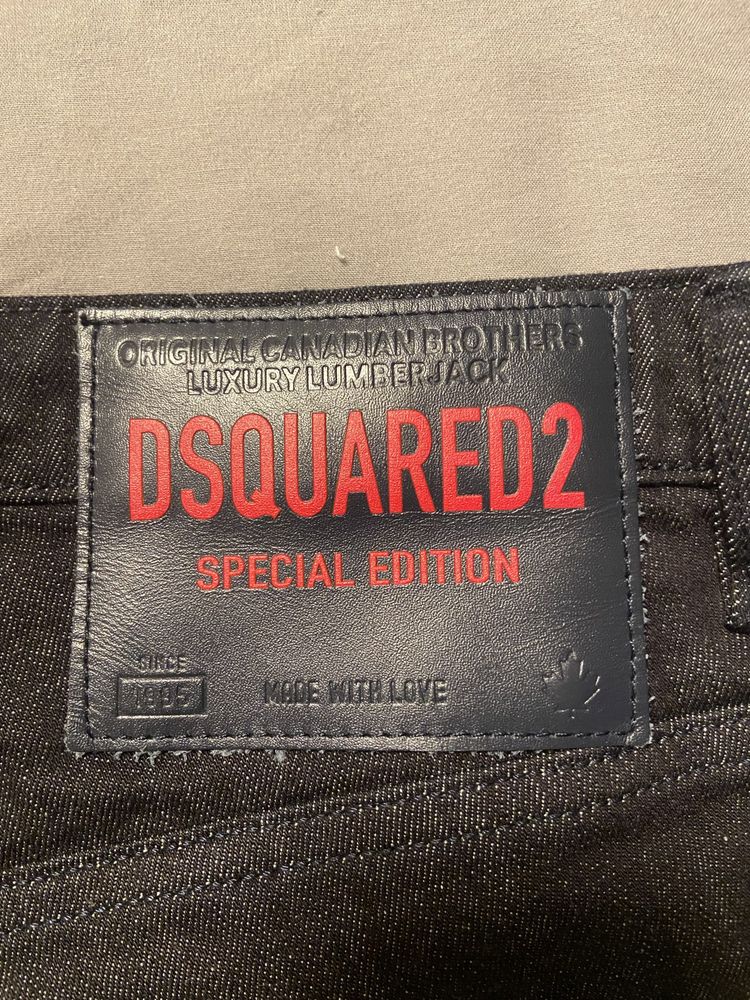 ORIGINAL CANADIAN BROTHERS
LUXURY LUMBERJACK
DSQUARED2
SPECIAL EDITION
SINCE
1995
MADE WITH LOVE